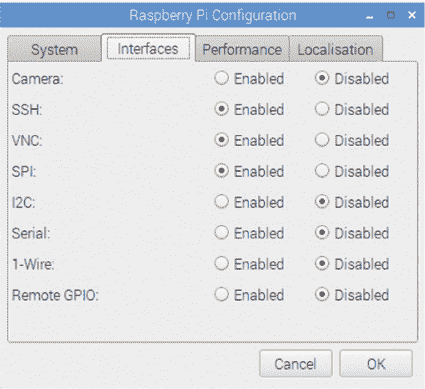 Raspberry Pi Configuration
System Interfaces Performance Localisation
Camera: Enabled Disabled
SSH: Enabled Disabled
VNC: Enabled Disabled
SPI: Enabled Disabled
I2C: Enabled Disabled
Serial: Enabled Disabled
1-Wire: Enabled Disabled
Remote GPIO: Enabled Disabled
Cancel OK